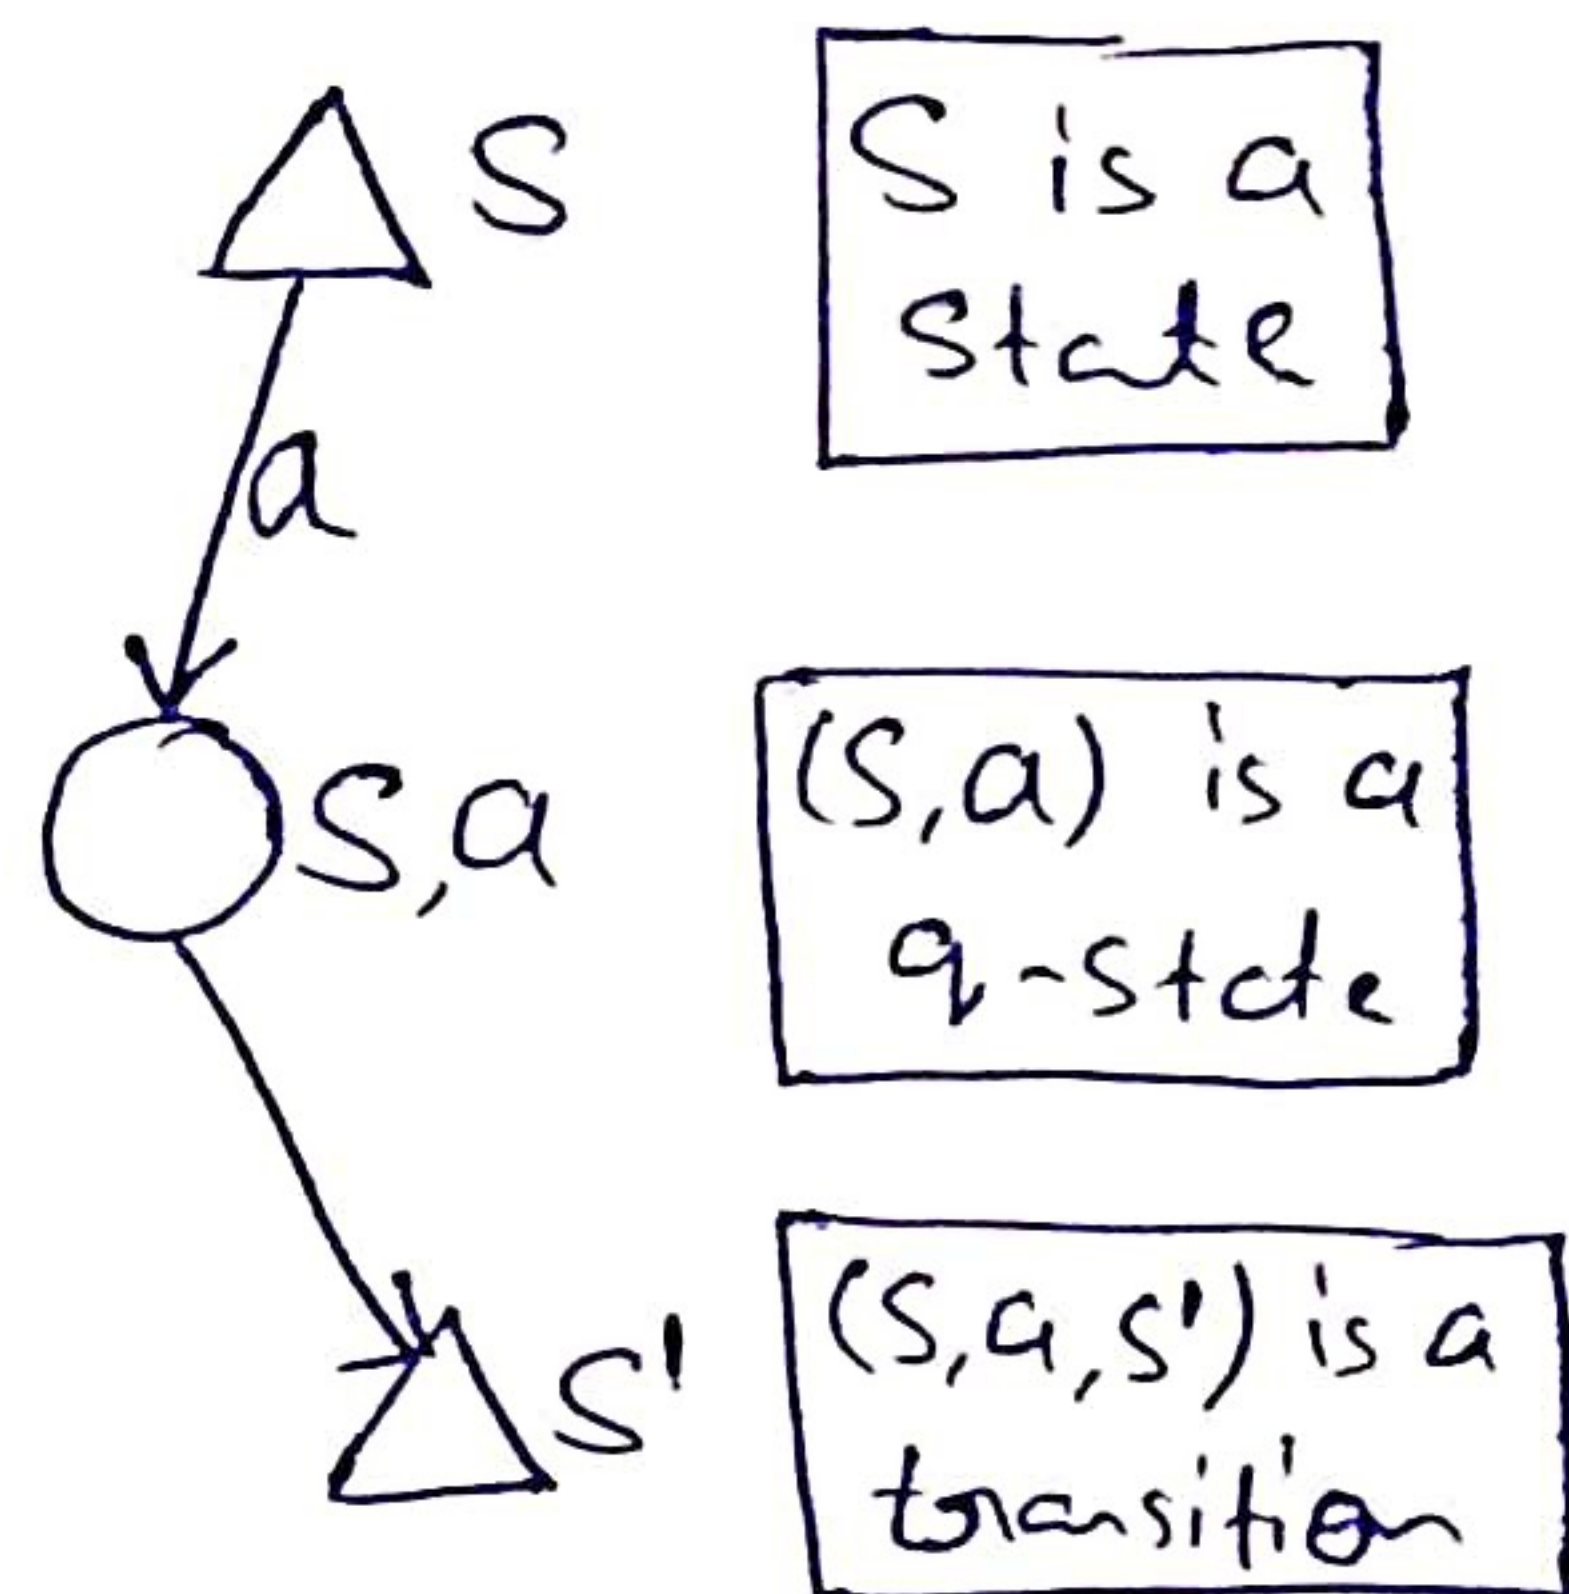 S
S is a
state
a
S,a
(S,a) is a
q-state
S'
(S,a,s') is a
transition